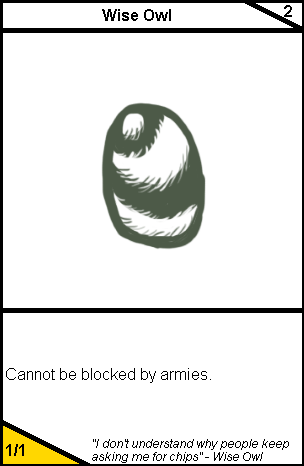 Wise Owl
2
Cannot be blocked by armies.
1/1
"I don't understand why people keep
asking me for chips" - Wise Owl